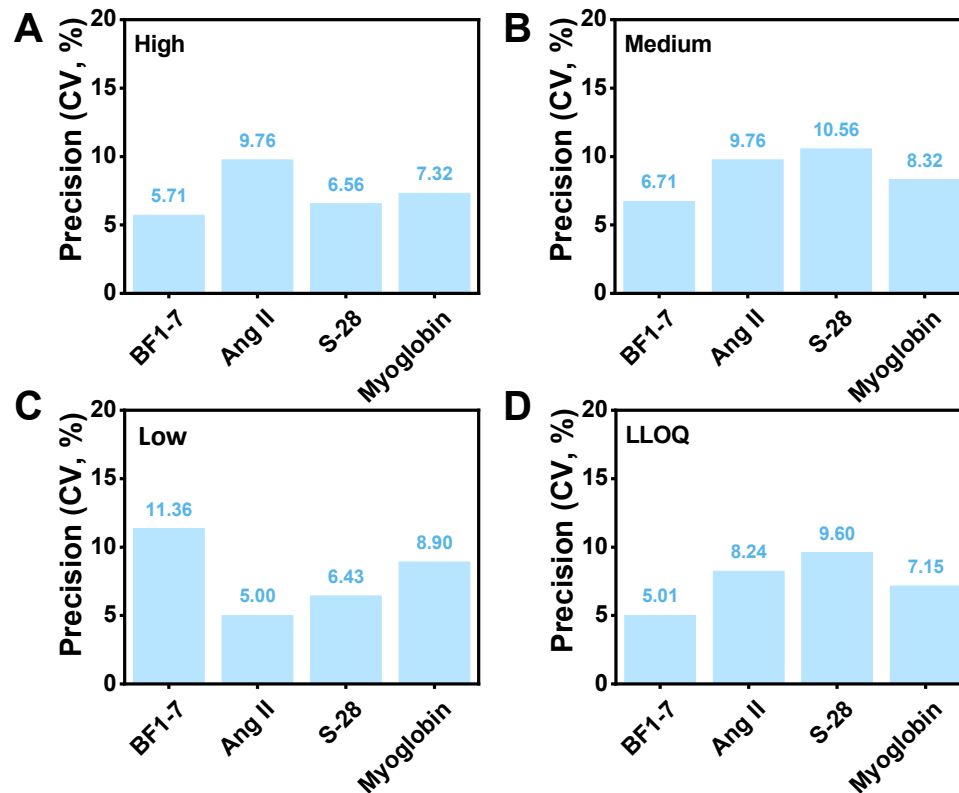 A
High
Precision (CV, %)
20
15
10
5
0
5.71
9.76
6.56
7.32
BF1-7
Ang II
S-28
Myoglobin
B
Medium
Precision (CV, %)
20
15
10
5
0
6.71
9.76
10.56
8.32
BF1-7
Ang II
S-28
Myoglobin
C
Low
Precision (CV, %)
20
15
10
5
0
11.36
5.00
6.43
8.90
BF1-7
Ang II
S-28
Myoglobin
D
LLOQ
Precision (CV, %)
20
15
10
5
0
5.01
8.24
9.60
7.15
BF1-7
Ang II
S-28
Myoglobin